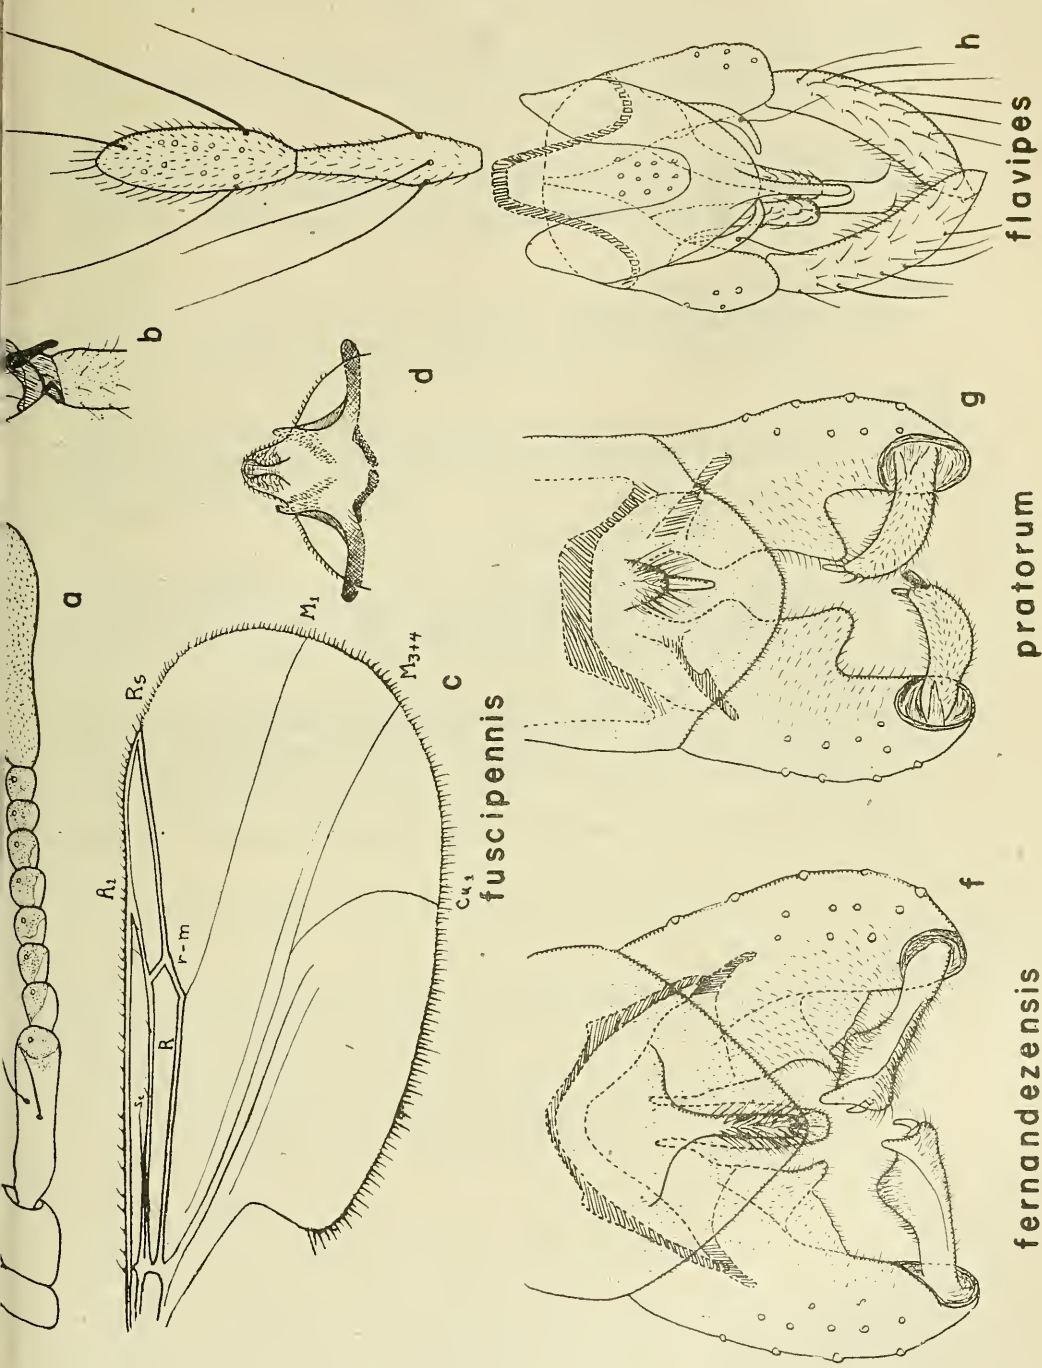 a
b
c
R₁
Rs
Sc
R
r-m
M₁
M₃₊₄
Cu₁
fuscipennis
d
f
fernandezensis
g
pratorum
h
flavipes